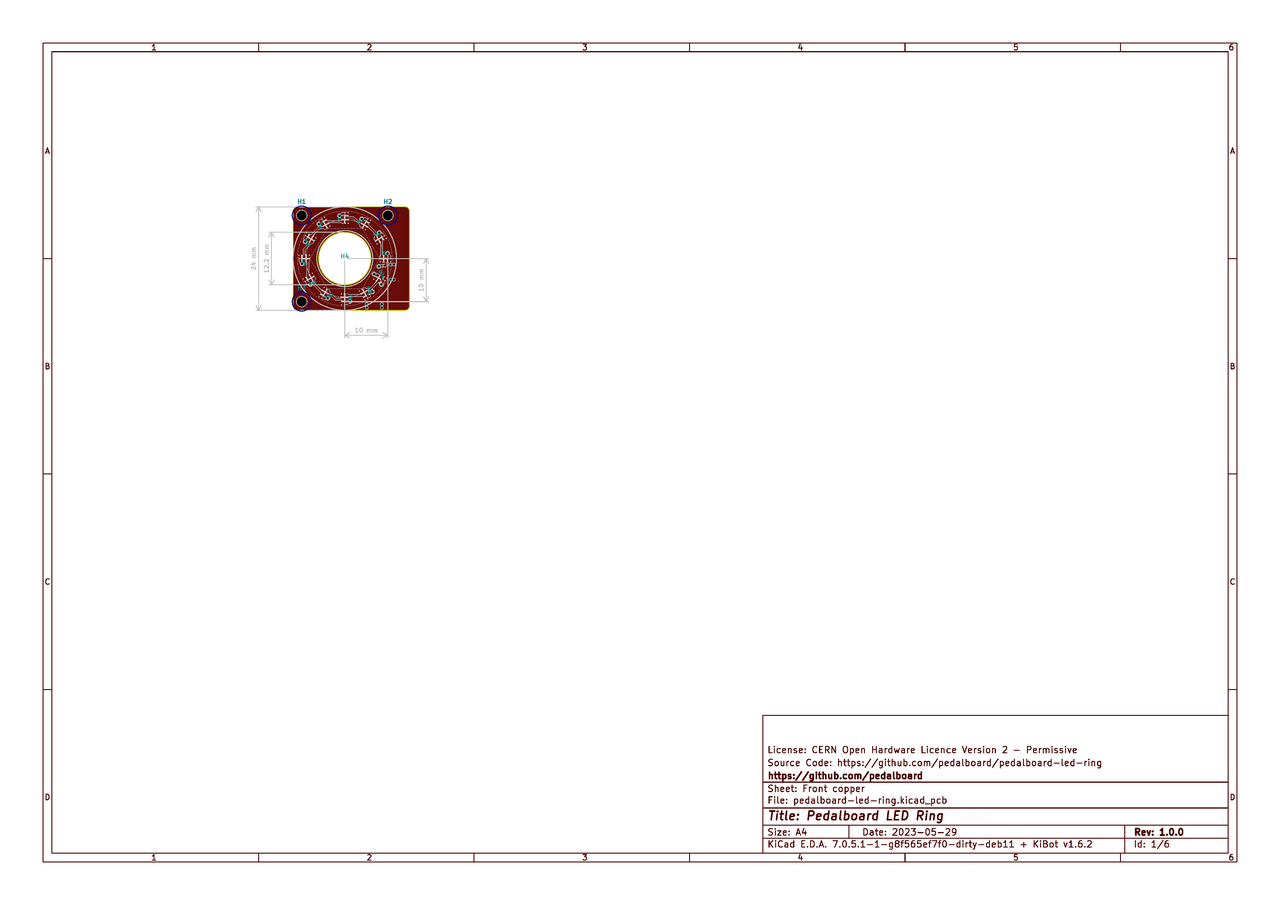 1 2 3 4 5 6
A A
H1 H2
24 mm
12.2 mm
H4
10 mm
10 mm
B B
C C
License: CERN Open Hardware Licence Version 2 – Permissive
Source Code: https://github.com/pedalboard/pedalboard-led-ring
https://github.com/pedalboard
Sheet: Front copper
D D
File: pedalboard-led-ring.kicad_pcb
Title: Pedalboard LED Ring
Size: A4 Date: 2023-05-29 Rev: 1.0.0
KiCad E.D.A. 7.0.5.1-1-g8f565ef7f0-dirty-deb11 + KiBot v1.6.2 Id: 1/6
1 2 3 4 5 6